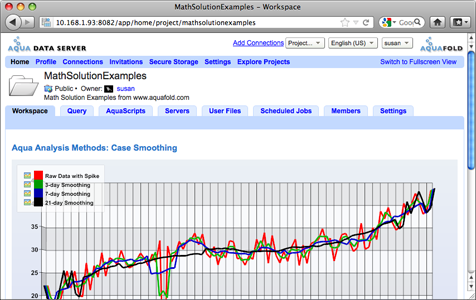 MathSolutionExamples – Workspace
10.168.1.93:8082/app/home/project/mathsolutionexamples
Goo
AQUA DATA SERVER
Add Connections
Project...
English (US)
susan
AQUAFOLD
Home Profile Connections Invitations Secure Storage Settings Explore Projects
Switch to Fullscreen View
MathSolutionExamples
Public • Owner: susan
Math Solution Examples from www.aquafold.com
Workspace Query AquaScripts Servers User Files Scheduled Jobs Members Settings
Aqua Analysis Methods: Case Smoothing
Raw Data with Spike
3-day Smoothing
7-day Smoothing
21-day Smoothing
35
30
25
20